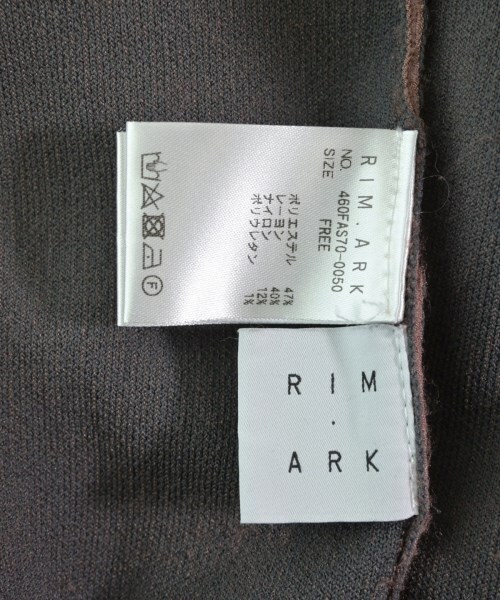 RIM.ARK
NO. 460FAS70-0050
SIZE FREE
ポリエステル 47%
レーヨン 40%
ナイロン 12%
ポリウレタン 1%
F
RIM
.
ARK